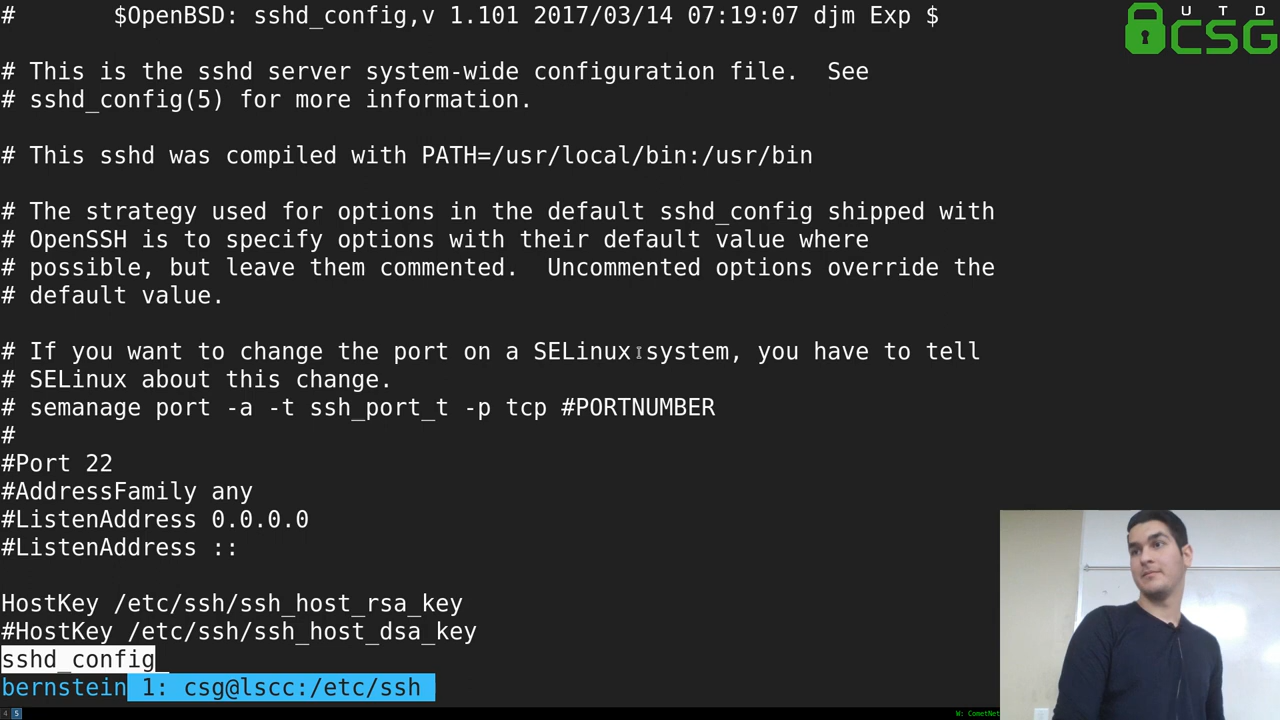 #       $OpenBSD: sshd_config,v 1.101 2017/03/14 07:19:07 djm Exp $
UTD
CSG
# This is the sshd server system-wide configuration file.  See
# sshd_config(5) for more information.
# This sshd was compiled with PATH=/usr/local/bin:/usr/bin
# The strategy used for options in the default sshd_config shipped with
# OpenSSH is to specify options with their default value where
# possible, but leave them commented.  Uncommented options override the
# default value.
# If you want to change the port on a SELinux system, you have to tell
# SELinux about this change.
# semanage port -a -t ssh_port_t -p tcp #PORTNUMBER
#
#Port 22
#AddressFamily any
#ListenAddress 0.0.0.0
#ListenAddress ::
HostKey /etc/ssh/ssh_host_rsa_key
#HostKey /etc/ssh/ssh_host_dsa_key
sshd_config
bernstein 1: csg@lscc:/etc/ssh
4 5 W: CometNet